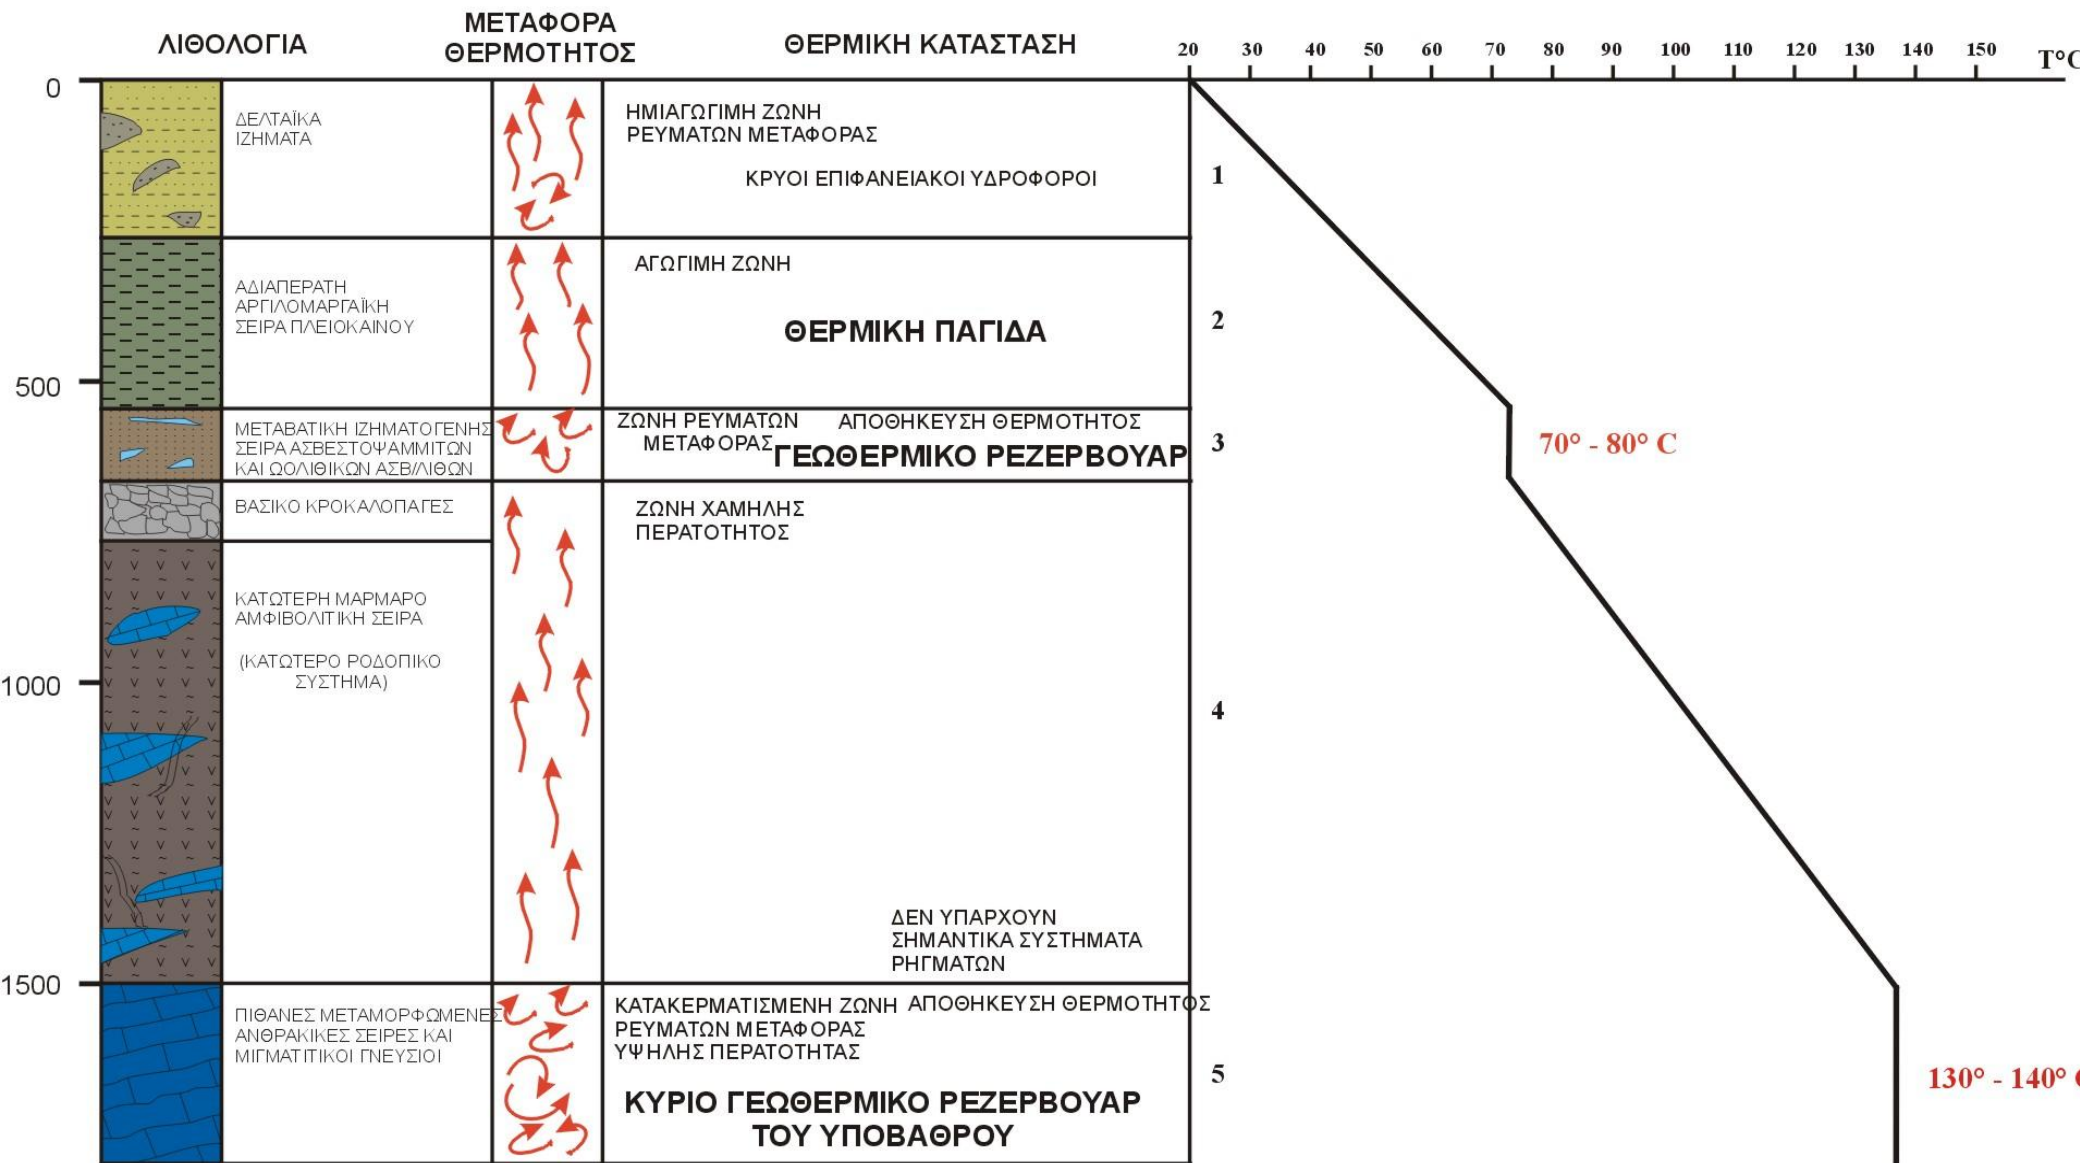 ΛΙΘΟΛΟΓΙΑ
ΜΕΤΑΦΟΡΑ
ΘΕΡΜΟΤΗΤΟΣ
ΘΕΡΜΙΚΗ ΚΑΤΑΣΤΑΣΗ
20 30 40 50 60 70 80 90 100 110 120 130 140 150 T°C
0
ΔΕΛΤΑΪΚΑ
ΙΖΗΜΑΤΑ
ΗΜΙΑΓΩΓΙΜΗ ΖΩΝΗ
ΡΕΥΜΑΤΩΝ ΜΕΤΑΦΟΡΑΣ
ΚΡΥΟΙ ΕΠΙΦΑΝΕΙΑΚΟΙ ΥΔΡΟΦΟΡΟΙ
1
ΑΔΙΑΠΕΡΑΤΗ
ΑΡΓΙΛΟΜΑΡΓΑΪΚΗ
ΣΕΙΡΑ ΠΛΕΙΟΚΑΙΝΟΥ
ΑΓΩΓΙΜΗ ΖΩΝΗ
ΘΕΡΜΙΚΗ ΠΑΓΙΔΑ
2
500
ΜΕΤΑΒΑΤΙΚΗ ΙΖΗΜΑΤΟΓΕΝΗΣ
ΣΕΙΡΑ ΑΣΒΕΣΤΟΨΑΜΜΙΤΩΝ
ΚΑΙ ΩΟΛΙΘΙΚΩΝ ΑΣΒ/ΛΙΘΩΝ
ΖΩΝΗ ΡΕΥΜΑΤΩΝ
ΜΕΤΑΦΟΡΑΣ
ΑΠΟΘΗΚΕΥΣΗ ΘΕΡΜΟΤΗΤΟΣ
ΓΕΩΘΕΡΜΙΚΟ ΡΕΖΕΡΒΟΥΑΡ
3
70° - 80° C
ΒΑΣΙΚΟ ΚΡΟΚΑΛΟΠΑΓΕΣ
ΖΩΝΗ ΧΑΜΗΛΗΣ
ΠΕΡΑΤΟΤΗΤΟΣ
ΚΑΤΩΤΕΡΗ ΜΑΡΜΑΡΟ
ΑΜΦΙΒΟΛΙΤΙΚΗ ΣΕΙΡΑ
(ΚΑΤΩΤΕΡΟ ΡΟΔΟΠΙΚΟ
ΣΥΣΤΗΜΑ)
1000
4
ΔΕΝ ΥΠΑΡΧΟΥΝ
ΣΗΜΑΝΤΙΚΑ ΣΥΣΤΗΜΑΤΑ
ΡΗΓΜΑΤΩΝ
1500
ΠΙΘΑΝΕΣ ΜΕΤΑΜΟΡΦΩΜΕΝΕΣ
ΑΝΘΡΑΚΙΚΕΣ ΣΕΙΡΕΣ ΚΑΙ
ΜΙΓΜΑΤΙΤΙΚΟΙ ΓΝΕΥΣΙΟΙ
ΚΑΤΑΚΕΡΜΑΤΙΣΜΕΝΗ ΖΩΝΗ
ΡΕΥΜΑΤΩΝ ΜΕΤΑΦΟΡΑΣ
ΥΨΗΛΗΣ ΠΕΡΑΤΟΤΗΤΑΣ
ΑΠΟΘΗΚΕΥΣΗ ΘΕΡΜΟΤΗΤΟΣ
ΚΥΡΙΟ ΓΕΩΘΕΡΜΙΚΟ ΡΕΖΕΡΒΟΥΑΡ
ΤΟΥ ΥΠΟΒΑΘΡΟΥ
5
130° - 140° C